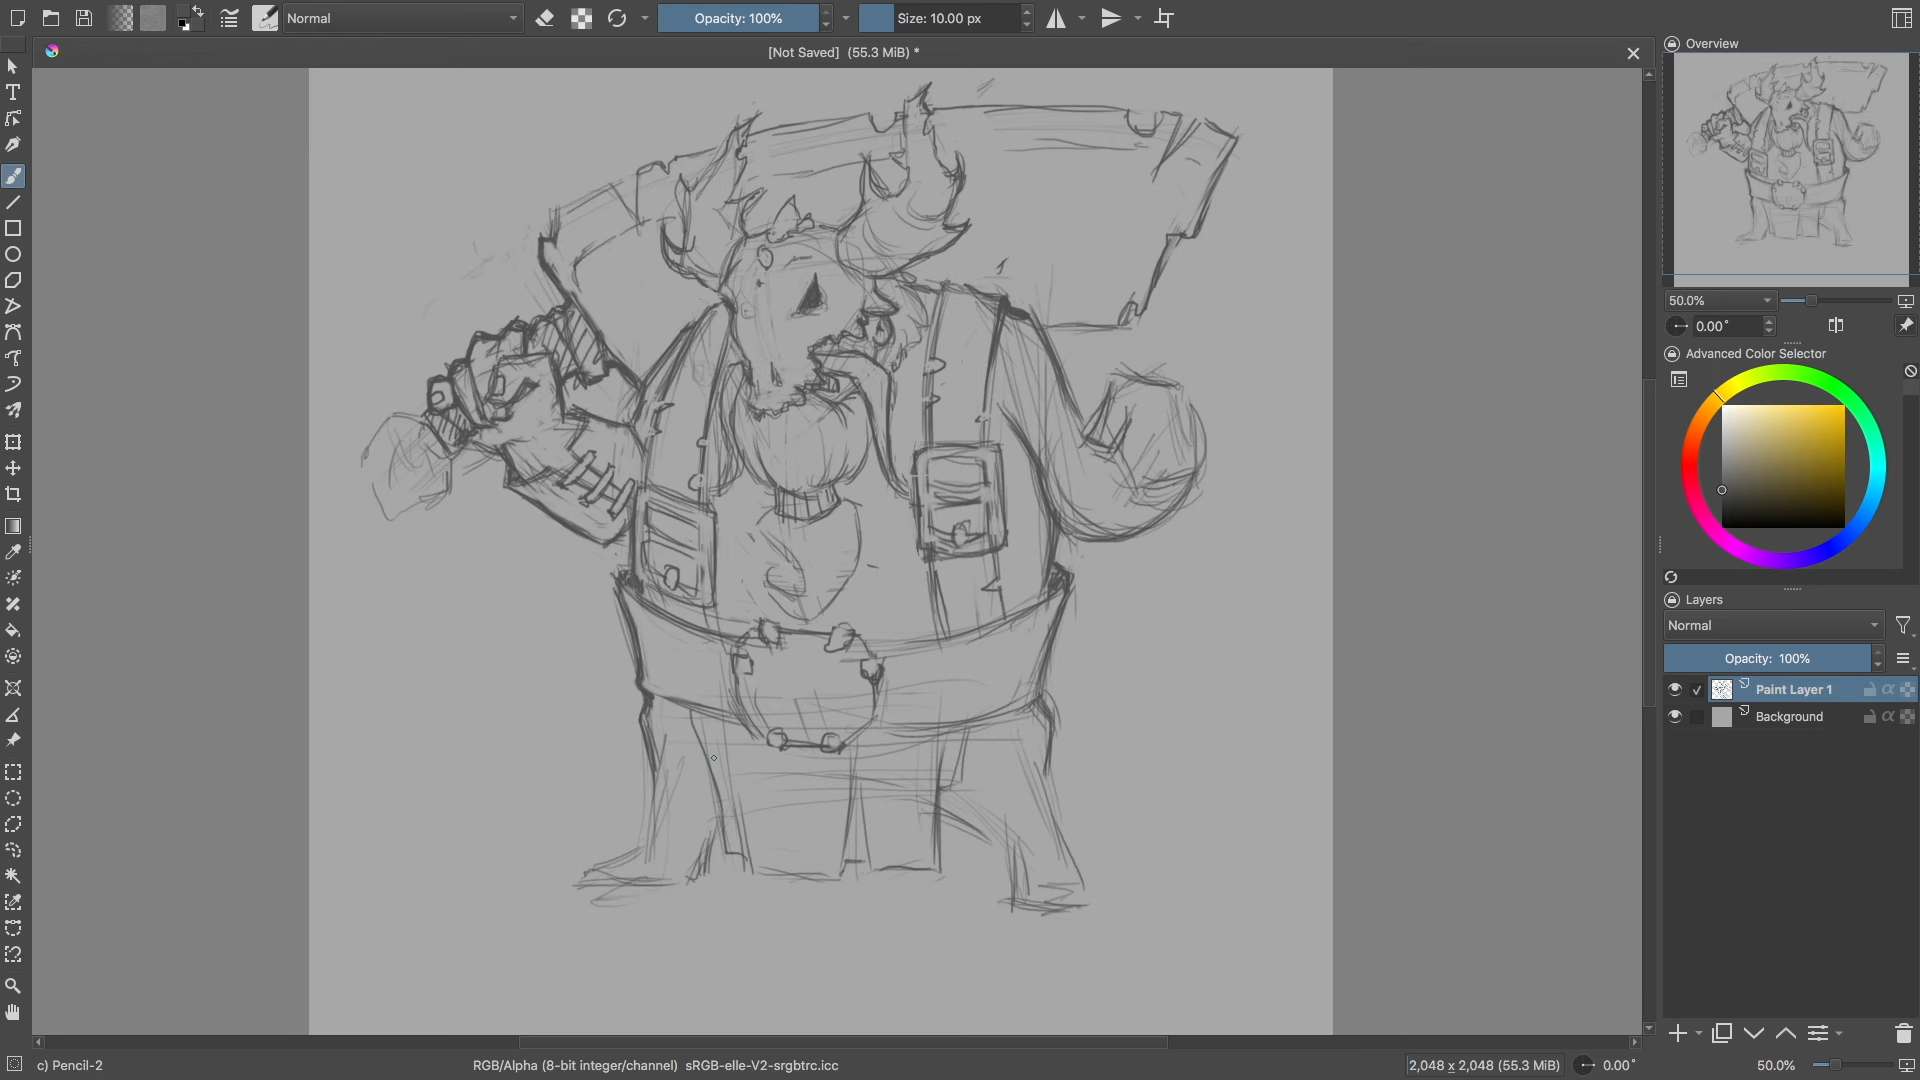 Normal
Opacity: 100%
Size: 10.00 px
[Not Saved] (55.3 MiB) *
Overview
50.0%
0.00°
Advanced Color Selector
Layers
Normal
Opacity: 100%
Paint Layer 1
Background
c) Pencil-2
RGB/Alpha (8-bit integer/channel) sRGB-elle-V2-srgbtrc.icc
2,048 x 2,048 (55.3 MiB)
0.00°
50.0%